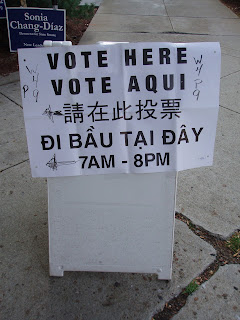 Sonia
Chang-Díaz
VOTE HERE
VOTE AQUI
請在此投票
ĐI BẦU TẠI ĐÂY
7AM - 8PM